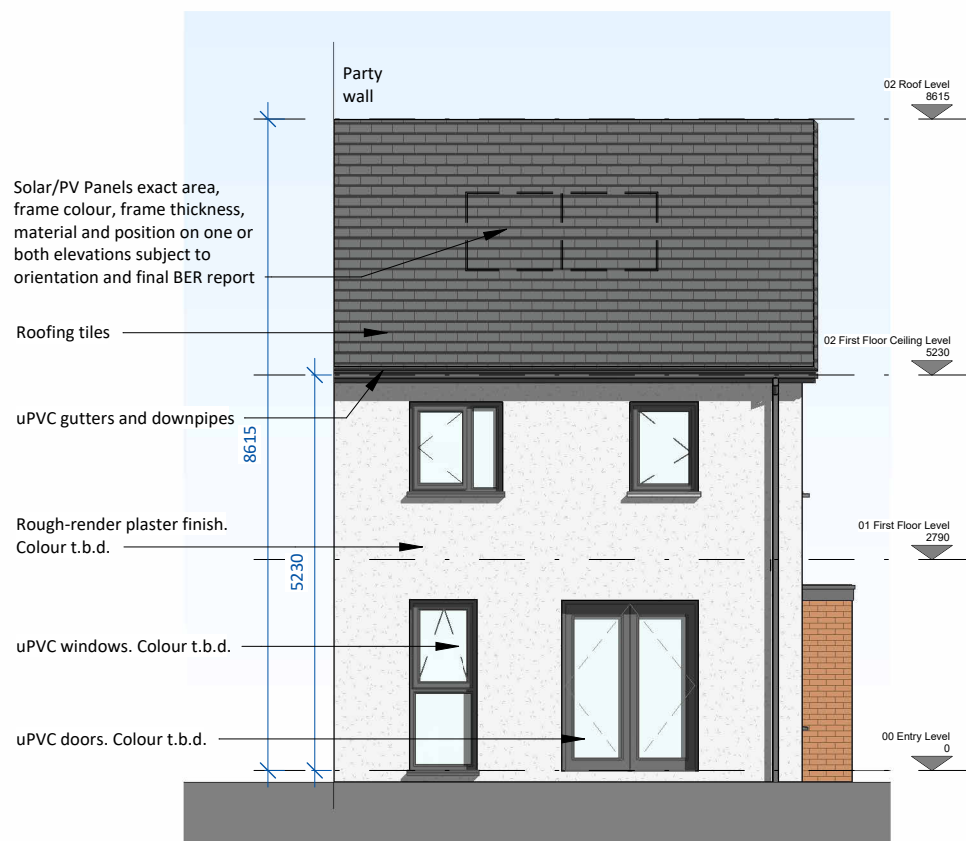 Party
wall
02 Roof Level
8615
Solar/PV Panels exact area,
frame colour, frame thickness,
material and position on one or
both elevations subject to
orientation and final BER report
Roofing tiles
02 First Floor Ceiling Level
5230
uPVC gutters and downpipes
8615
Rough-render plaster finish.
Colour t.b.d.
01 First Floor Level
2790
5230
uPVC windows. Colour t.b.d.
uPVC doors. Colour t.b.d.
00 Entry Level
0